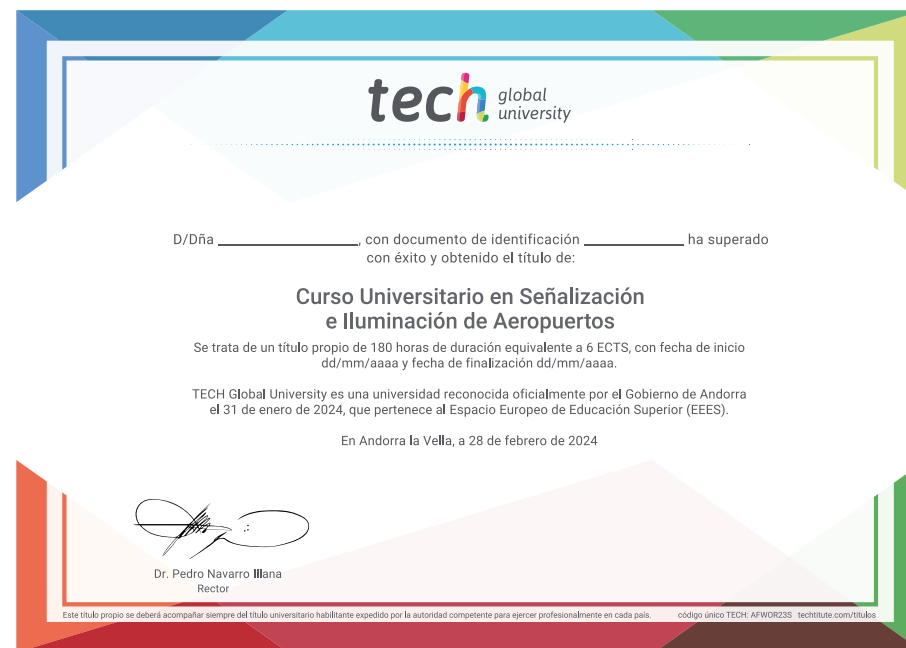 tech global university
D/Dña ____________________, con documento de identificación ______________ ha superado
con éxito y obtenido el título de:
Curso Universitario en Señalización
e Iluminación de Aeropuertos
Se trata de un título propio de 180 horas de duración equivalente a 6 ECTS, con fecha de inicio
dd/mm/aaaa y fecha de finalización dd/mm/aaaa.
TECH Global University es una universidad reconocida oficialmente por el Gobierno de Andorra
el 31 de enero de 2024, que pertenece al Espacio Europeo de Educación Superior (EEES).
En Andorra la Vella, a 28 de febrero de 2024
Dr. Pedro Navarro Illana
Rector
Este título propio se deberá acompañar siempre del título universitario habilitante expedido por la autoridad competente para ejercer profesionalmente en cada país. código único TECH: AFWOR23S techtitute.com/titulos